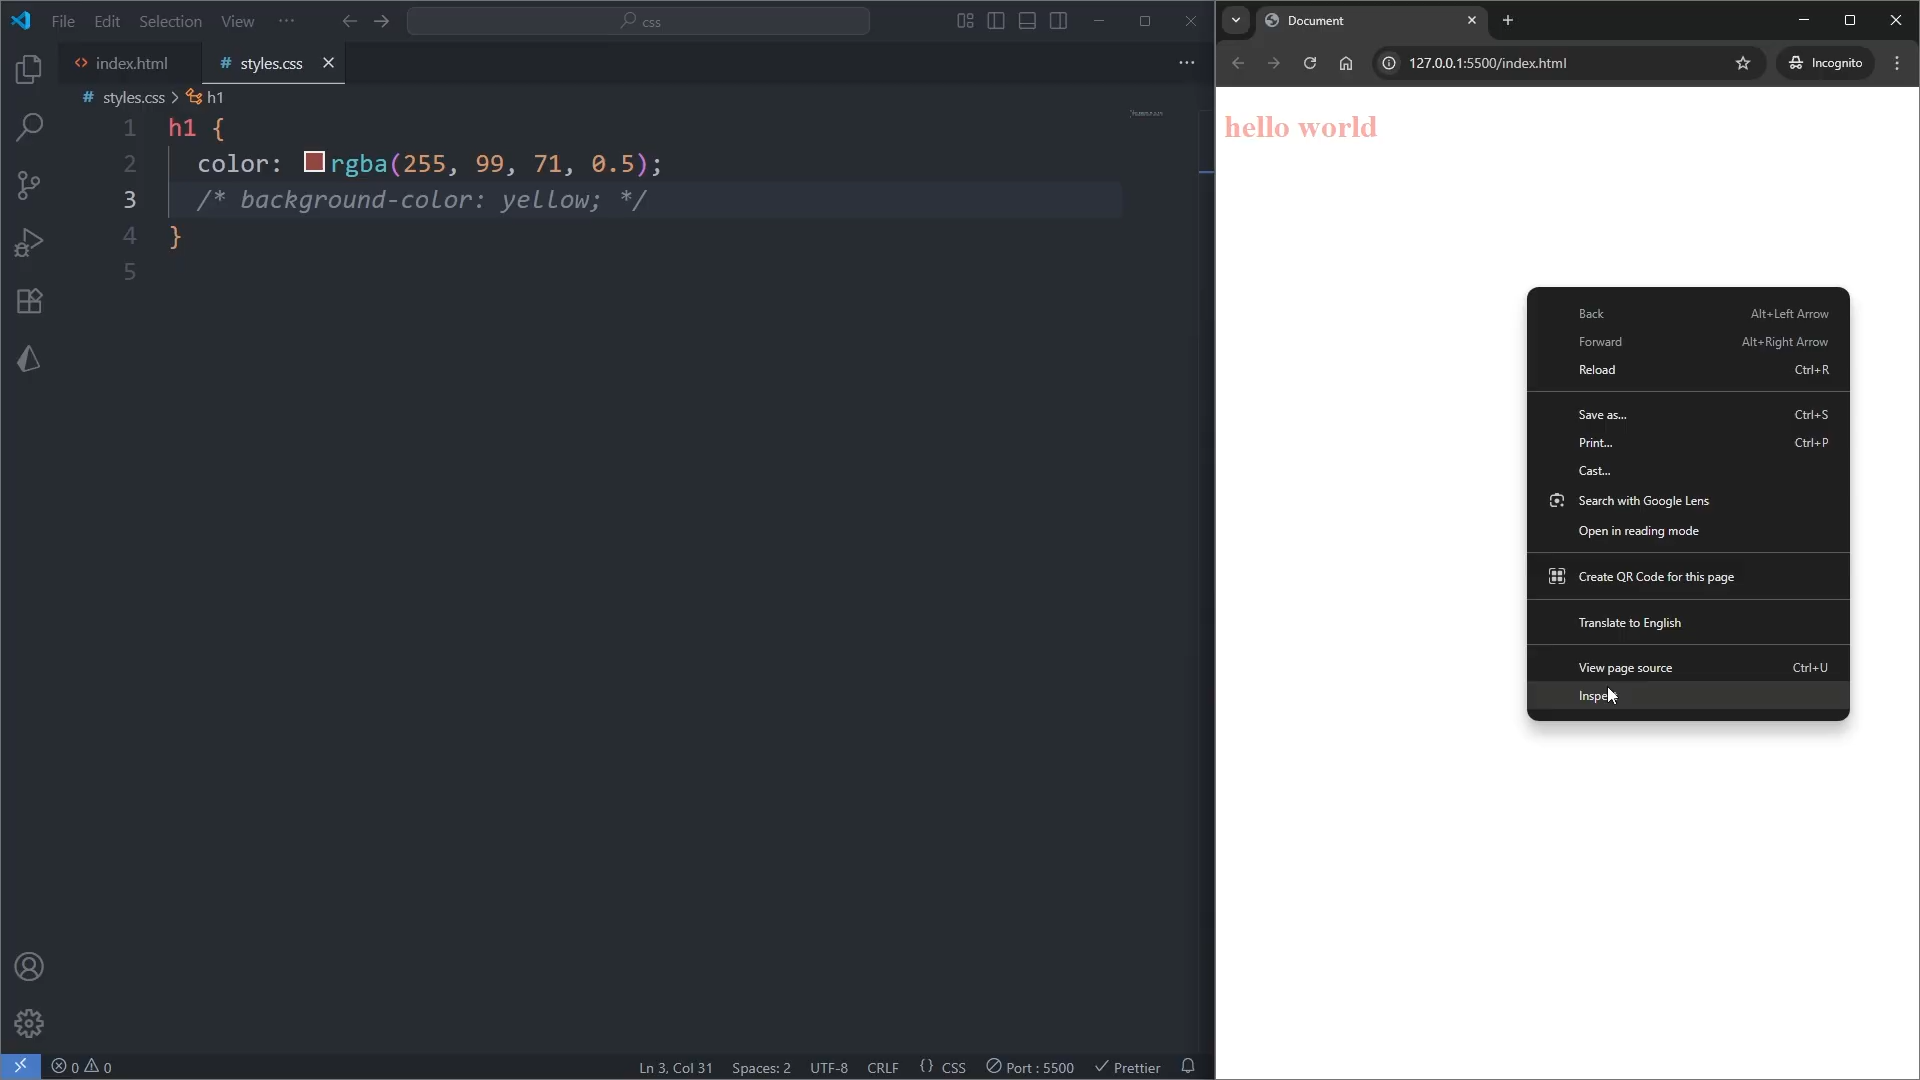 File Edit Selection View ··· css
index.html # styles.css
# styles.css > h1
1 h1 {
2 color: rgba(255, 99, 71, 0.5);
3 /* background-color: yellow; */
4 }
5
0 0 Ln 3, Col 31 Spaces: 2 UTF-8 CRLF {} CSS Port : 5500 Prettier
Document
127.0.0.1:5500/index.html Incognito
hello world
Back Alt+Left Arrow
Forward Alt+Right Arrow
Reload Ctrl+R
Save as... Ctrl+S
Print... Ctrl+P
Cast...
Search with Google Lens
Open in reading mode
Create QR Code for this page
Translate to English
View page source Ctrl+U
Inspect